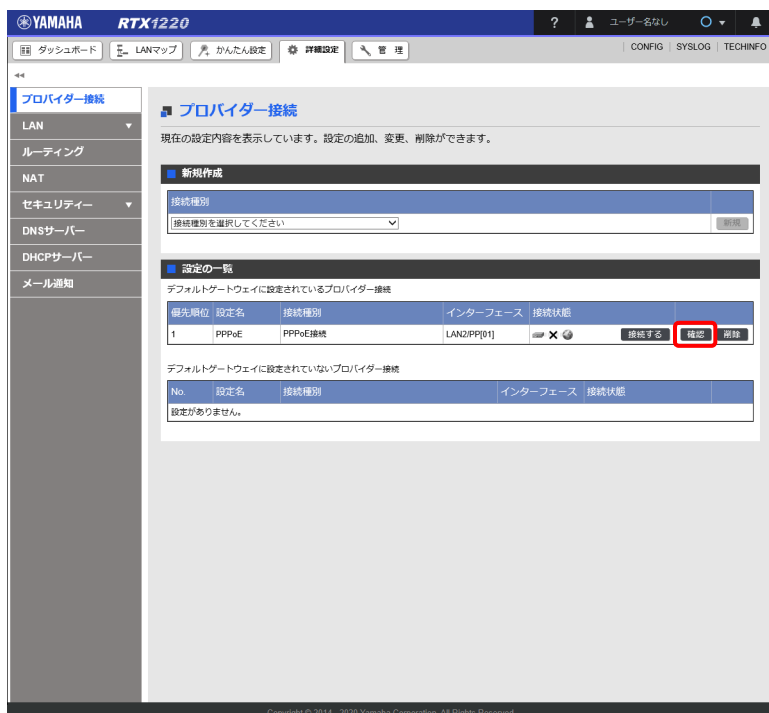 YAMAHA RTX1220 ? ユーザー名なし
ダッシュボード LANマップ かんたん設定 詳細設定 管 理 CONFIG SYSLOG TECHINFO
プロバイダー接続
LAN
ルーティング
NAT
セキュリティー
DNSサーバー
DHCPサーバー
メール通知
プロバイダー接続
現在の設定内容を表示しています。設定の追加、変更、削除ができます。
新規作成
接続種別
接続種別を選択してください 新規
設定の一覧
デフォルトゲートウェイに設定されているプロバイダー接続
優先順位 設定名 接続種別 インターフェース 接続状態
1 PPPoE PPPoE接続 LAN2/PP[01] 接続する 確認 削除
デフォルトゲートウェイに設定されていないプロバイダー接続
No. 設定名 接続種別 インターフェース 接続状態
設定がありません。
Copyright © 2014 - 2020 Yamaha Corporation. All Rights Reserved.